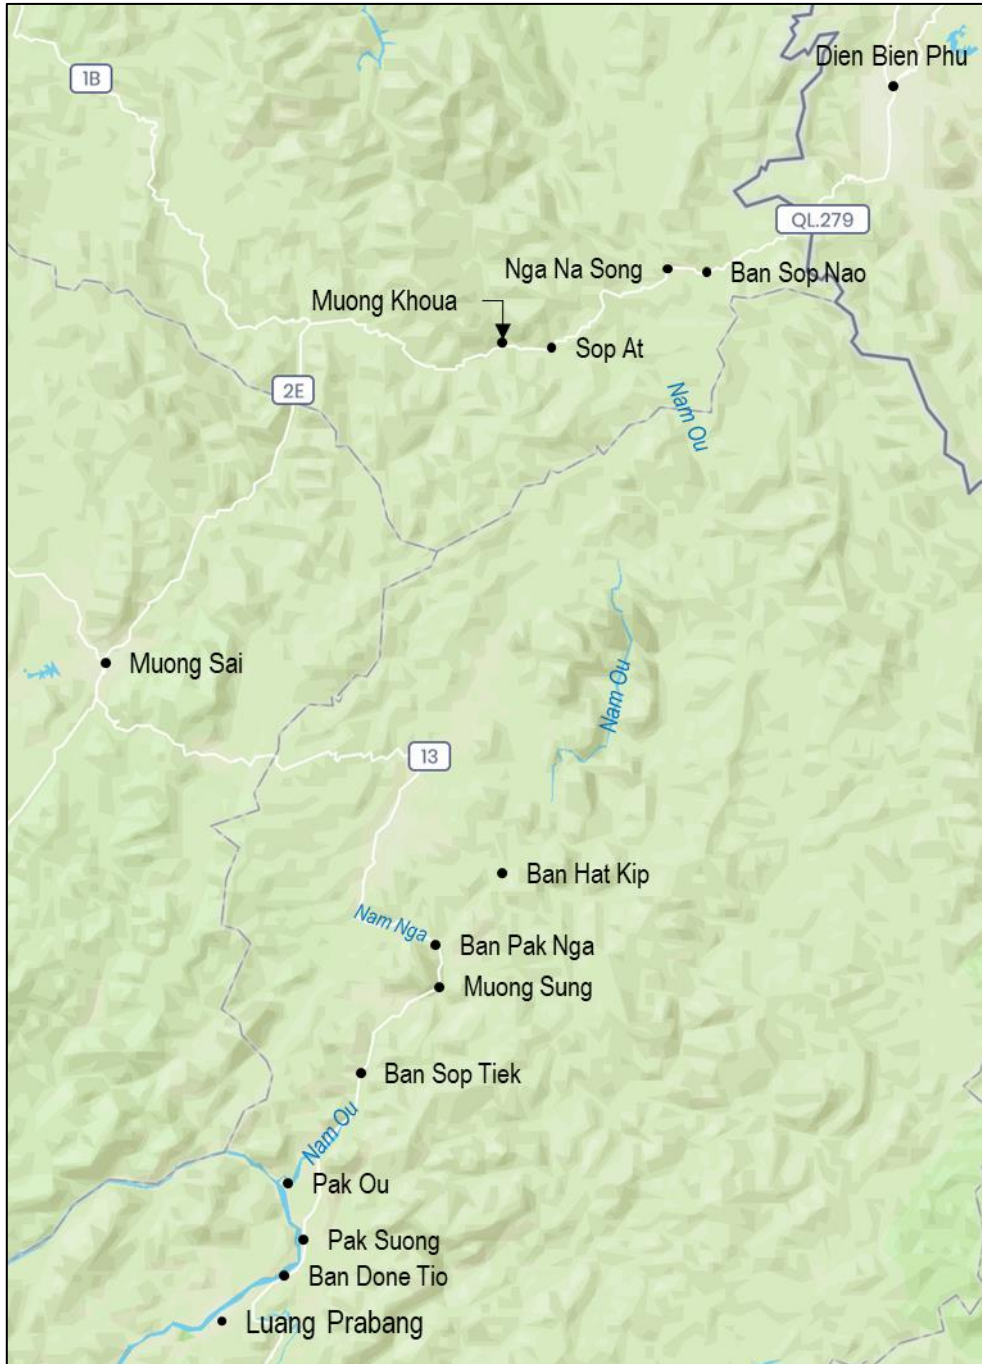 Dien Bien Phu
1B
QL.279
Nga Na Song
Ban Sop Nao
Muong Khoua
Sop At
2E
Nam Ou
Muong Sai
Nam Ou
13
Ban Hat Kip
Nam Nga
Ban Pak Nga
Muong Sung
Ban Sop Tiek
Nam Ou
Pak Ou
Pak Suong
Ban Done Tio
Luang Prabang